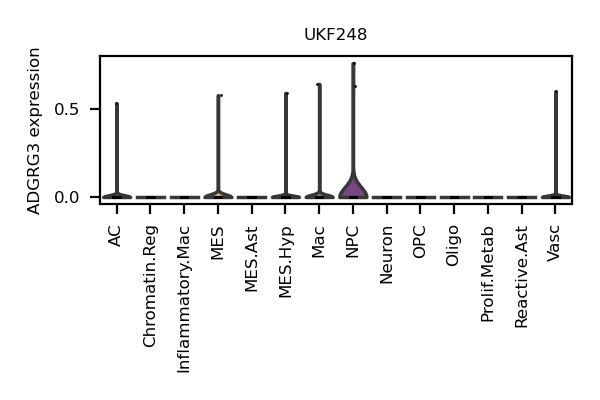 UKF248
ADGRG3 expression
0.5
0.0
AC
Chromatin.Reg
Inflammatory.Mac
MES
MES.Ast
MES.Hyp
Mac
NPC
Neuron
OPC
Oligo
Prolif.Metab
Reactive.Ast
Vasc